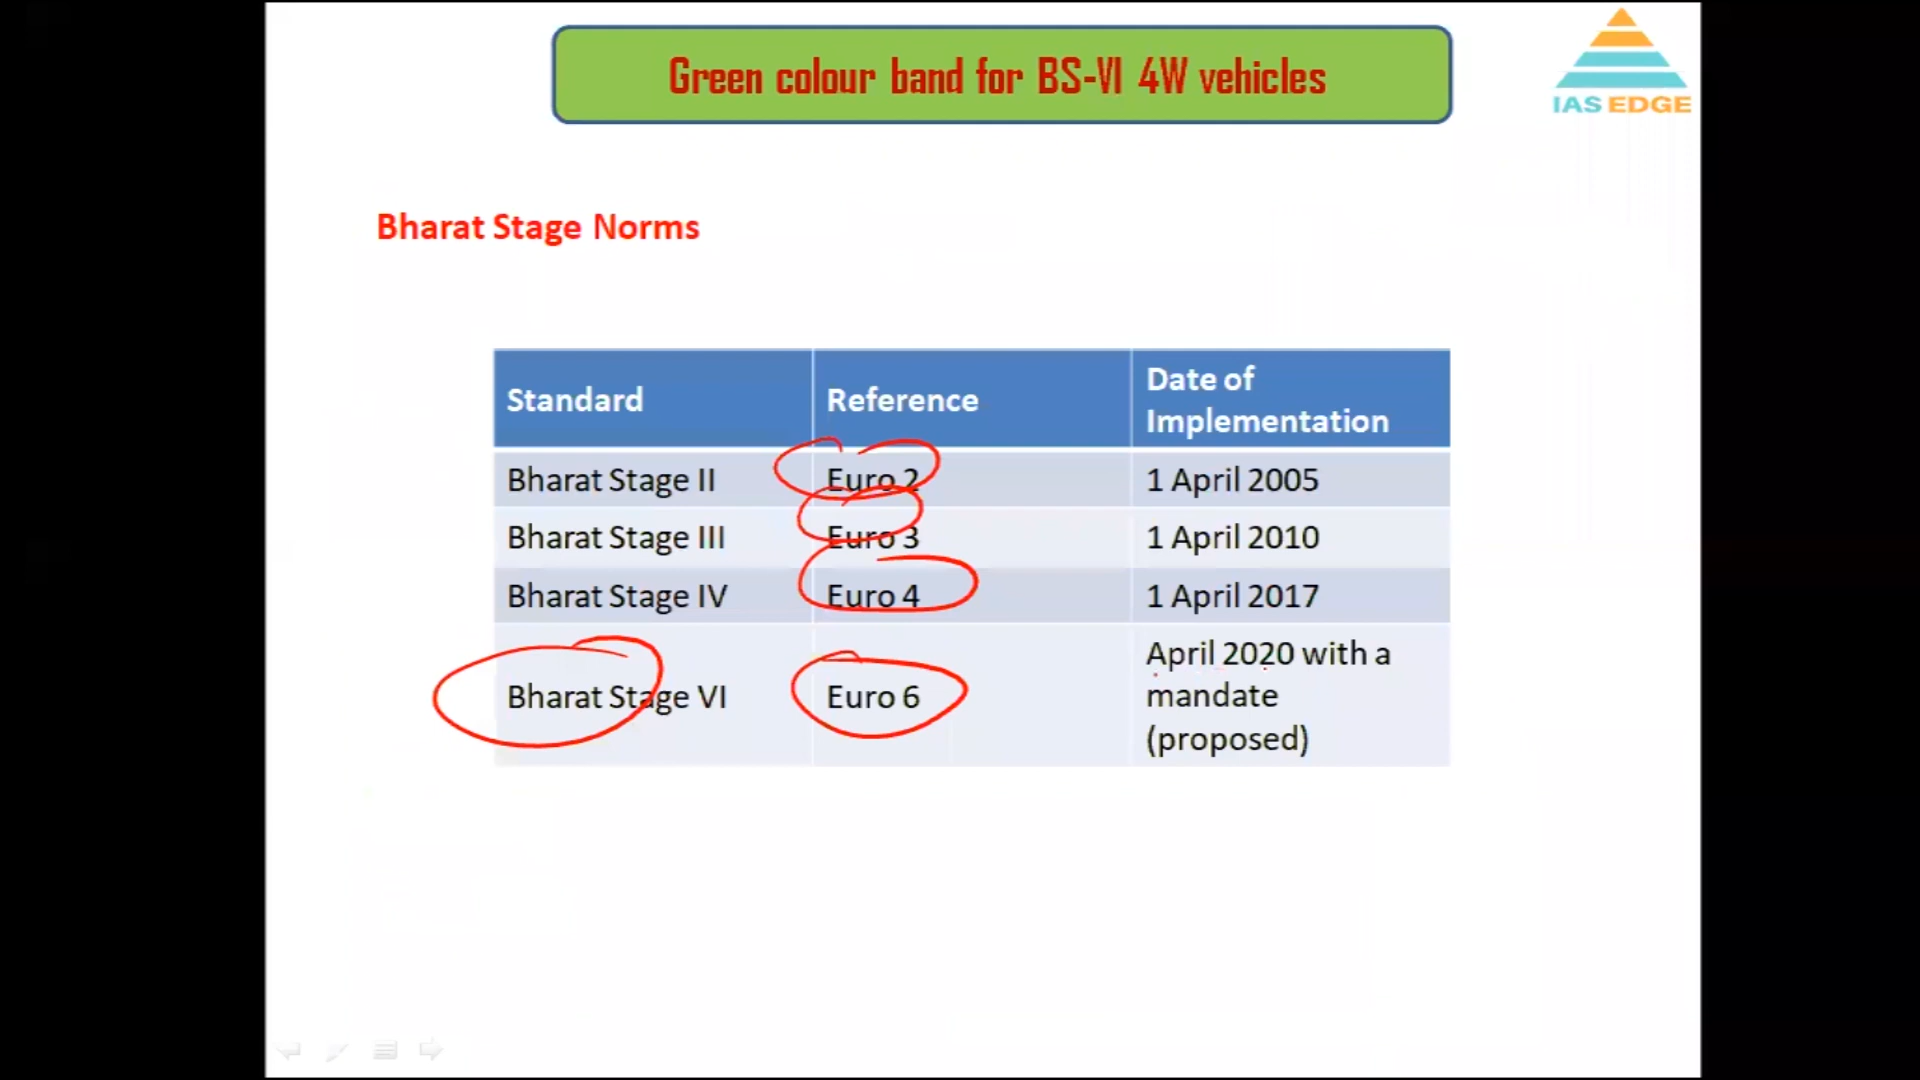 Green colour band for BS-VI 4W vehicles
IAS EDGE
Bharat Stage Norms
Standard Reference Date of
Implementation
Bharat Stage II Euro 2 1 April 2005
Bharat Stage III Euro 3 1 April 2010
Bharat Stage IV Euro 4 1 April 2017
Bharat Stage VI Euro 6 April 2020 with a
mandate
(proposed)